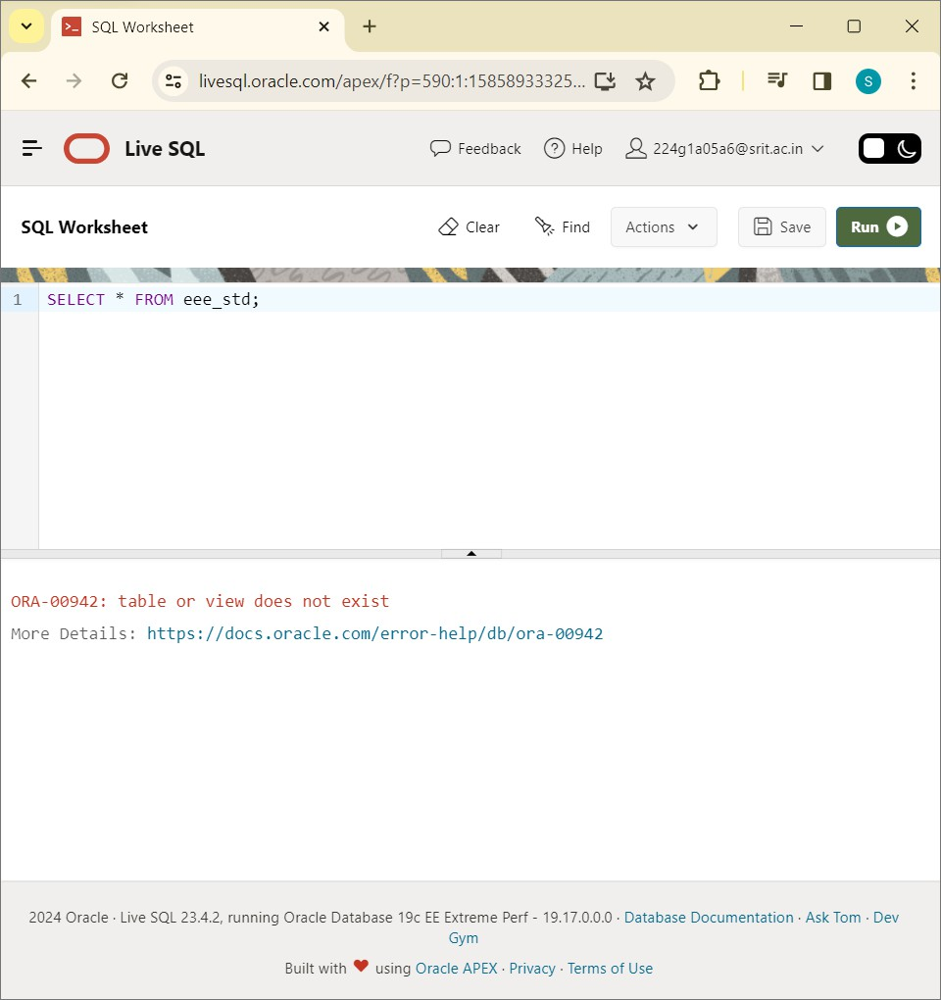 SQL Worksheet
livesql.oracle.com/apex/f?p=590:1:15858933325...
S
Live SQL
Feedback
Help
224g1a05a6@srit.ac.in
SQL Worksheet
Clear
Find
Actions
Save
Run
1 SELECT * FROM eee_std;
ORA-00942: table or view does not exist
More Details: https://docs.oracle.com/error-help/db/ora-00942
2024 Oracle · Live SQL 23.4.2, running Oracle Database 19c EE Extreme Perf - 19.17.0.0.0 · Database Documentation · Ask Tom · Dev
Gym
Built with ❤ using Oracle APEX · Privacy · Terms of Use